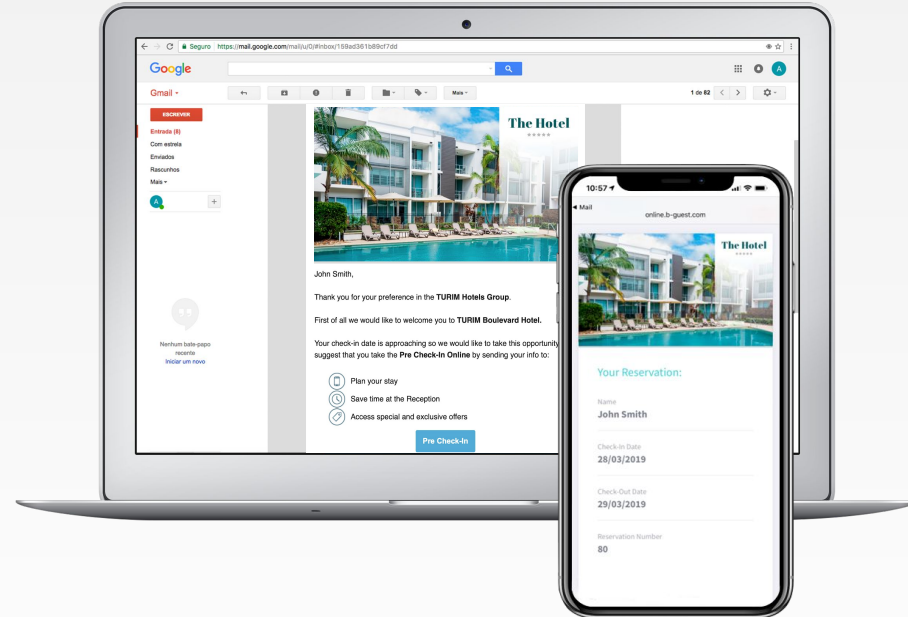 Seguro
https://mail.google.com/mail/u/0/#inbox/159ad361b89cf7dd
Google
A
Gmail
Mais
1 de 82
ESCREVER
Entrada (8)
Com estrela
Enviados
Rascunhos
Mais
A
+
Nenhum bate-papo
recente
Iniciar um novo
The Hotel
John Smith,
Thank you for your preference in the TURIM Hotels Group.
First of all we would like to welcome you to TURIM Boulevard Hotel.
Your check-in date is approaching so we would like to take this opportunity
suggest that you take the Pre Check-In Online by sending your info to:
Plan your stay
Save time at the Reception
Access special and exclusive offers
Pre Check-In
10:57
Mail
online.b-guest.com
The Hotel
Your Reservation:
Name
John Smith
Check-In Date
28/03/2019
Check-Out Date
29/03/2019
Reservation Number
80